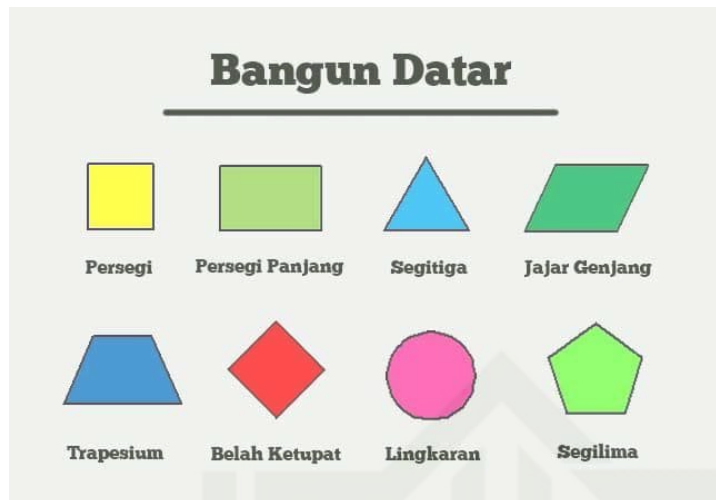 Bangun Datar
Persegi
Persegi Panjang
Segitiga
Jajar Genjang
Trapesium
Belah Ketupat
Lingkaran
Segilima